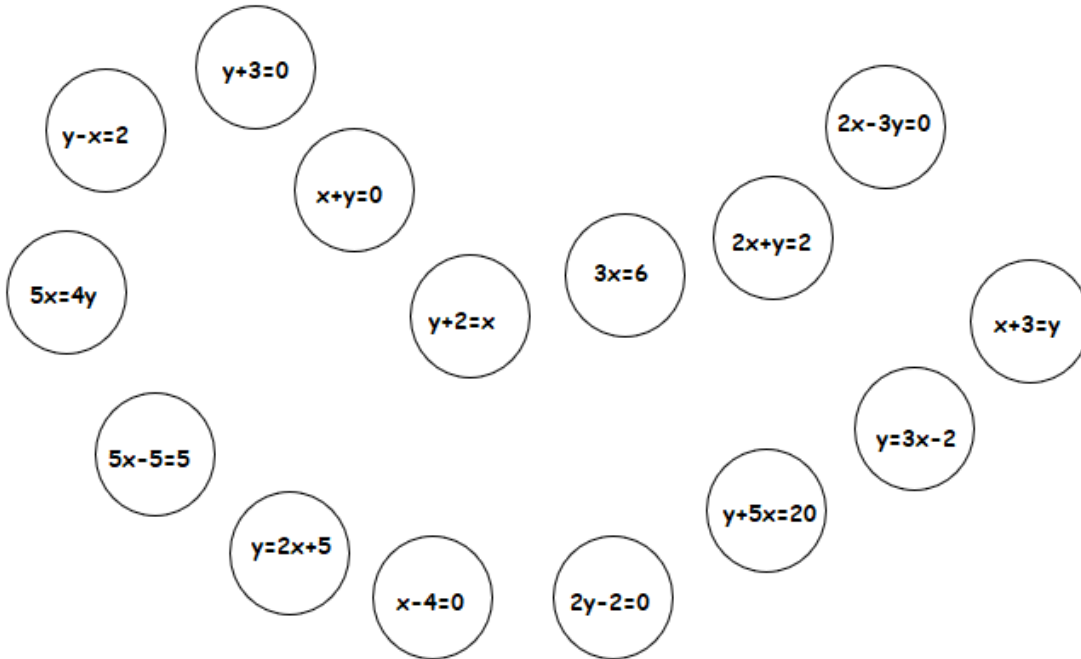 y+3=0
y-x=2
2x-3y=0
x+y=0
2x+y=2
3x=6
5x=4y
y+2=x
x+3=y
y=3x-2
5x-5=5
y+5x=20
y=2x+5
x-4=0
2y-2=0